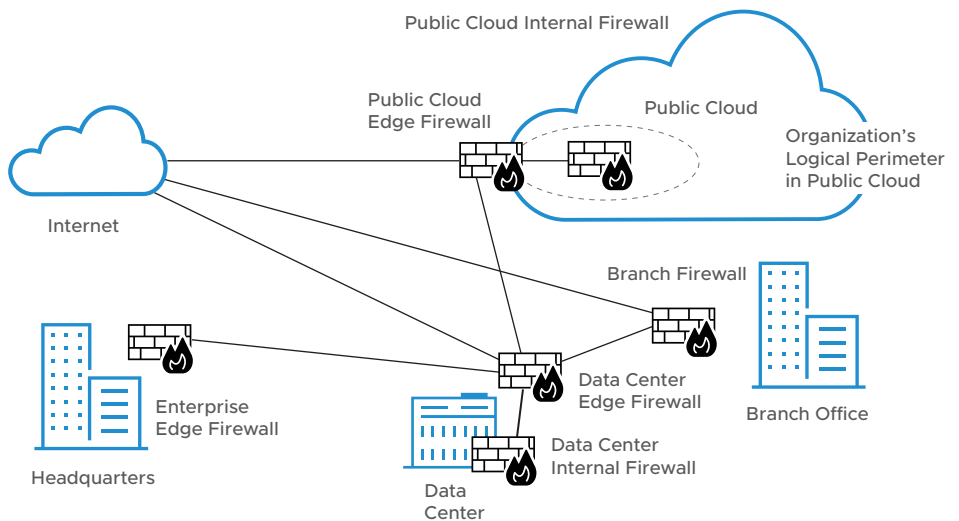 Public Cloud Internal Firewall
Public Cloud
Edge Firewall
Public Cloud
Organization’s
Logical Perimeter
in Public Cloud
Internet
Branch Firewall
Enterprise
Edge Firewall
Data Center
Edge Firewall
Branch Office
Data Center
Internal Firewall
Headquarters
Data
Center